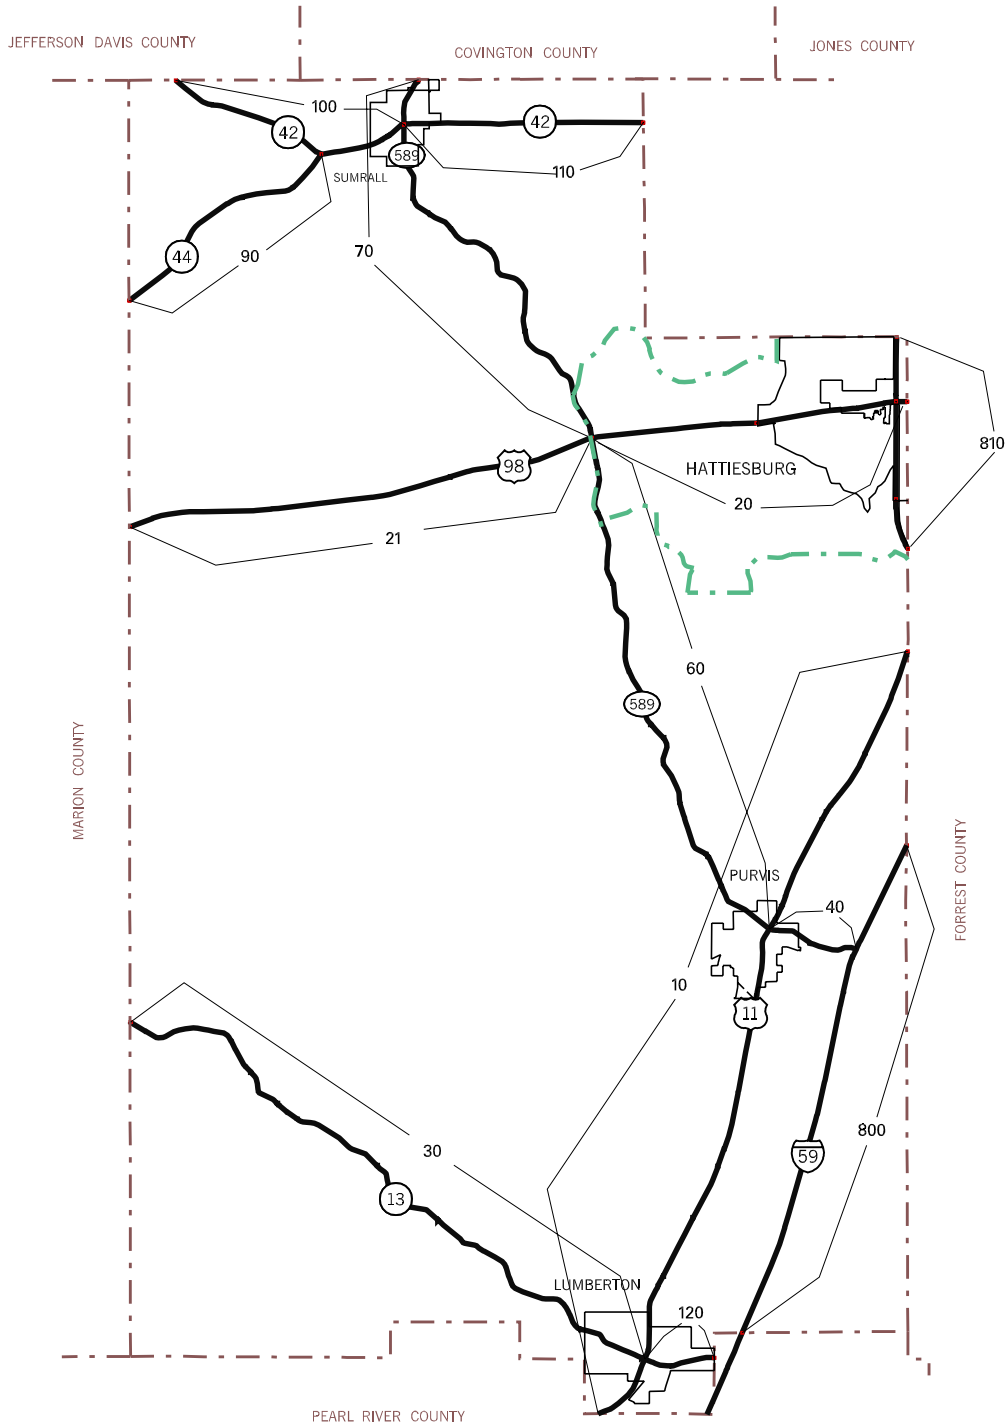 JEFFERSON DAVIS COUNTY
COVINGTON COUNTY
JONES COUNTY
100
42
42
589
110
SUMRALL
44
90
70
810
98
HATTIESBURG
20
21
60
589
MARION COUNTY
FORREST COUNTY
PURVIS
40
10
11
800
59
30
13
LUMBERTON
120
PEARL RIVER COUNTY